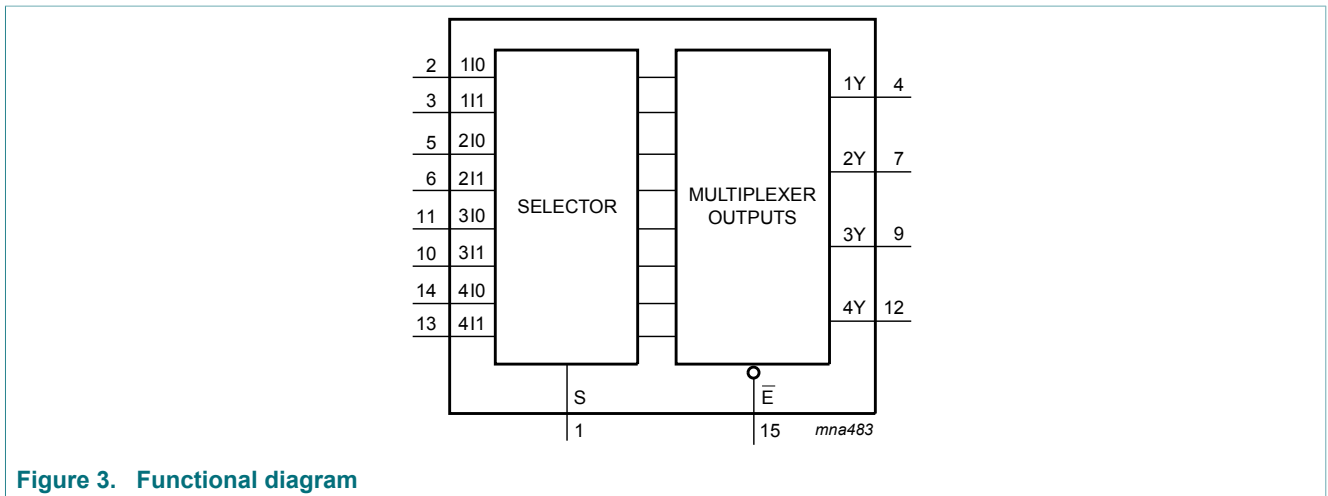 2 1I0
3 1I1
5 2I0
6 2I1
11 3I0
10 3I1
14 4I0
13 4I1
SELECTOR
MULTIPLEXER
OUTPUTS
1Y 4
2Y 7
3Y 9
4Y 12
S
1
E̅
15
mna483
Figure 3. Functional diagram